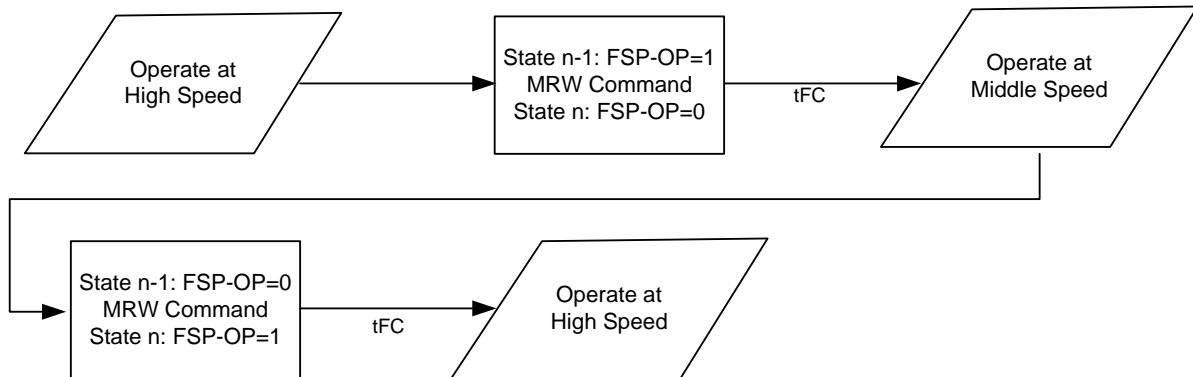 Operate at
High Speed
State n-1: FSP-OP=1
MRW Command
State n: FSP-OP=0
tFC
Operate at
Middle Speed
State n-1: FSP-OP=0
MRW Command
State n: FSP-OP=1
tFC
Operate at
High Speed